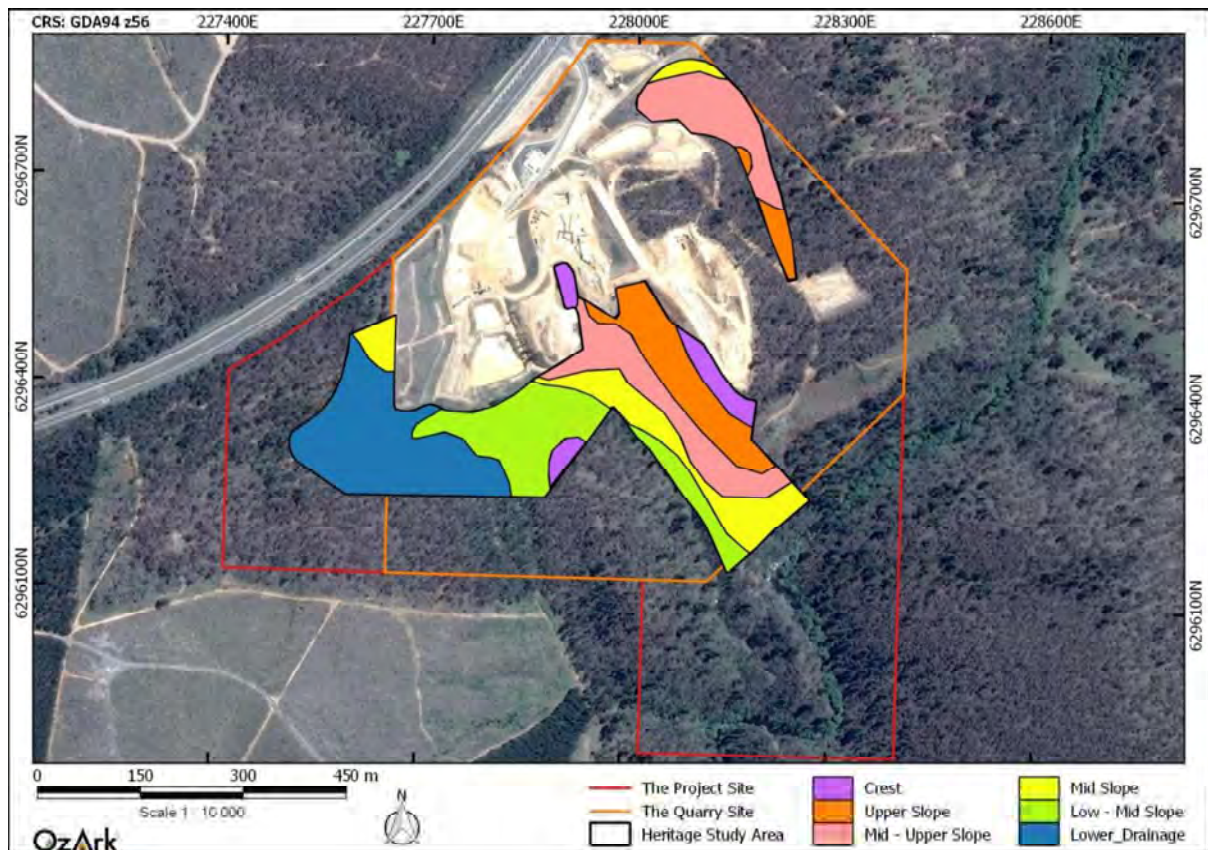 CRS: GDA94 z56
227400E 227700E 228000E 228300E 228600E
6296700N
6296700N
6296400N
6296400N
6296100N
6296100N
0 150 300 450 m
Scale 1 : 10 000
N
OzArk
The Project Site
The Quarry Site
Heritage Study Area
Crest
Upper Slope
Mid - Upper Slope
Mid Slope
Low - Mid Slope
Lower_Drainage